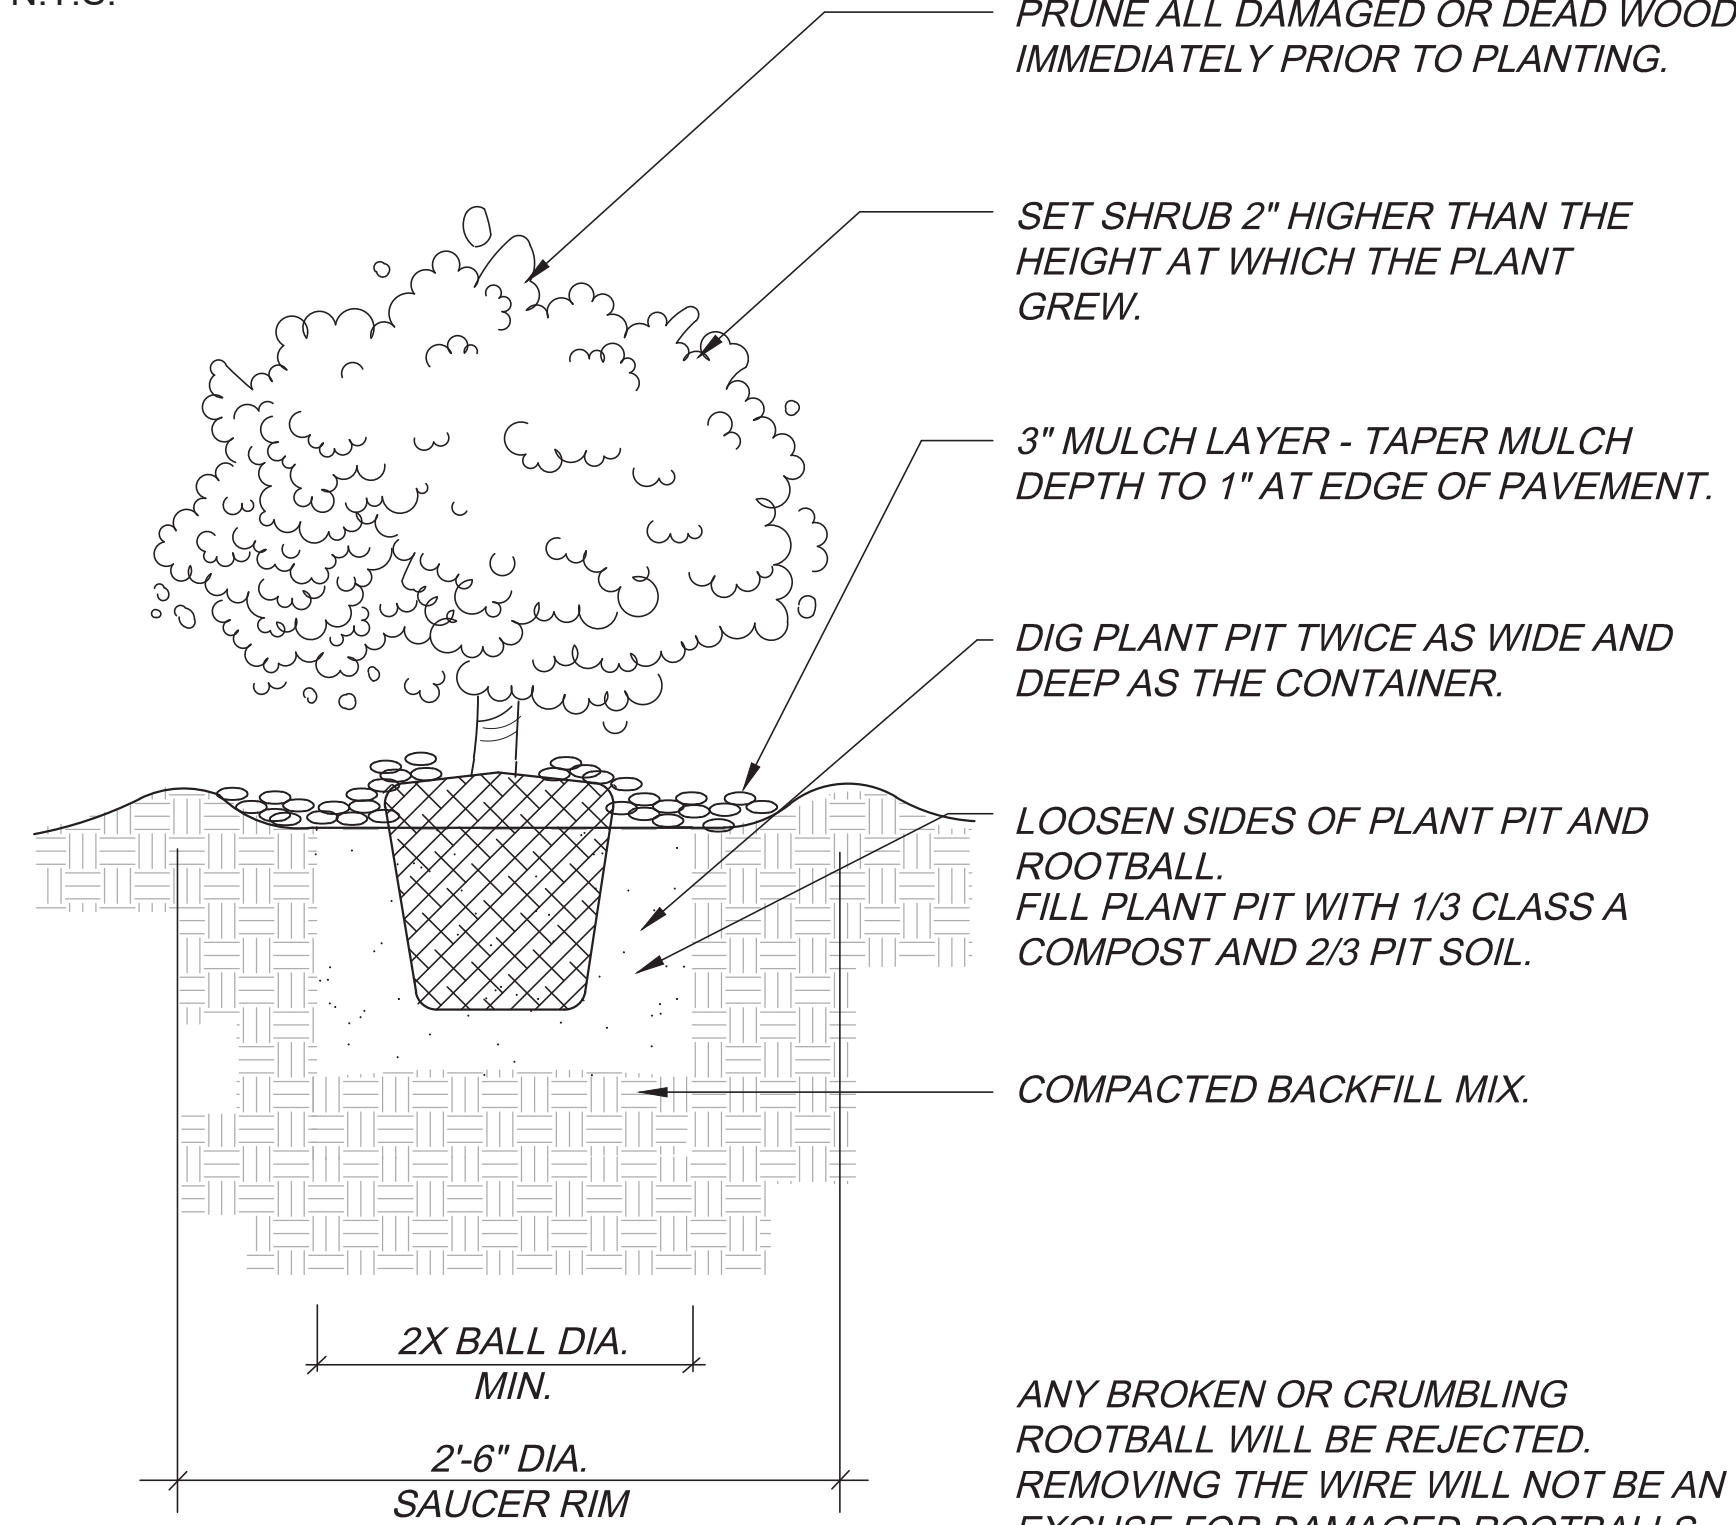 N.T.S.
PRUNE ALL DAMAGED OR DEAD WOOD
IMMEDIATELY PRIOR TO PLANTING.
SET SHRUB 2" HIGHER THAN THE
HEIGHT AT WHICH THE PLANT
GREW.
3" MULCH LAYER - TAPER MULCH
DEPTH TO 1" AT EDGE OF PAVEMENT.
DIG PLANT PIT TWICE AS WIDE AND
DEEP AS THE CONTAINER.
LOOSEN SIDES OF PLANT PIT AND
ROOTBALL.
FILL PLANT PIT WITH 1/3 CLASS A
COMPOST AND 2/3 PIT SOIL.
COMPACTED BACKFILL MIX.
2X BALL DIA.
MIN.
2'-6" DIA.
SAUCER RIM
ANY BROKEN OR CRUMBLING
ROOTBALL WILL BE REJECTED.
REMOVING THE WIRE WILL NOT BE AN
EXCUSE FOR DAMAGED ROOTBALLS